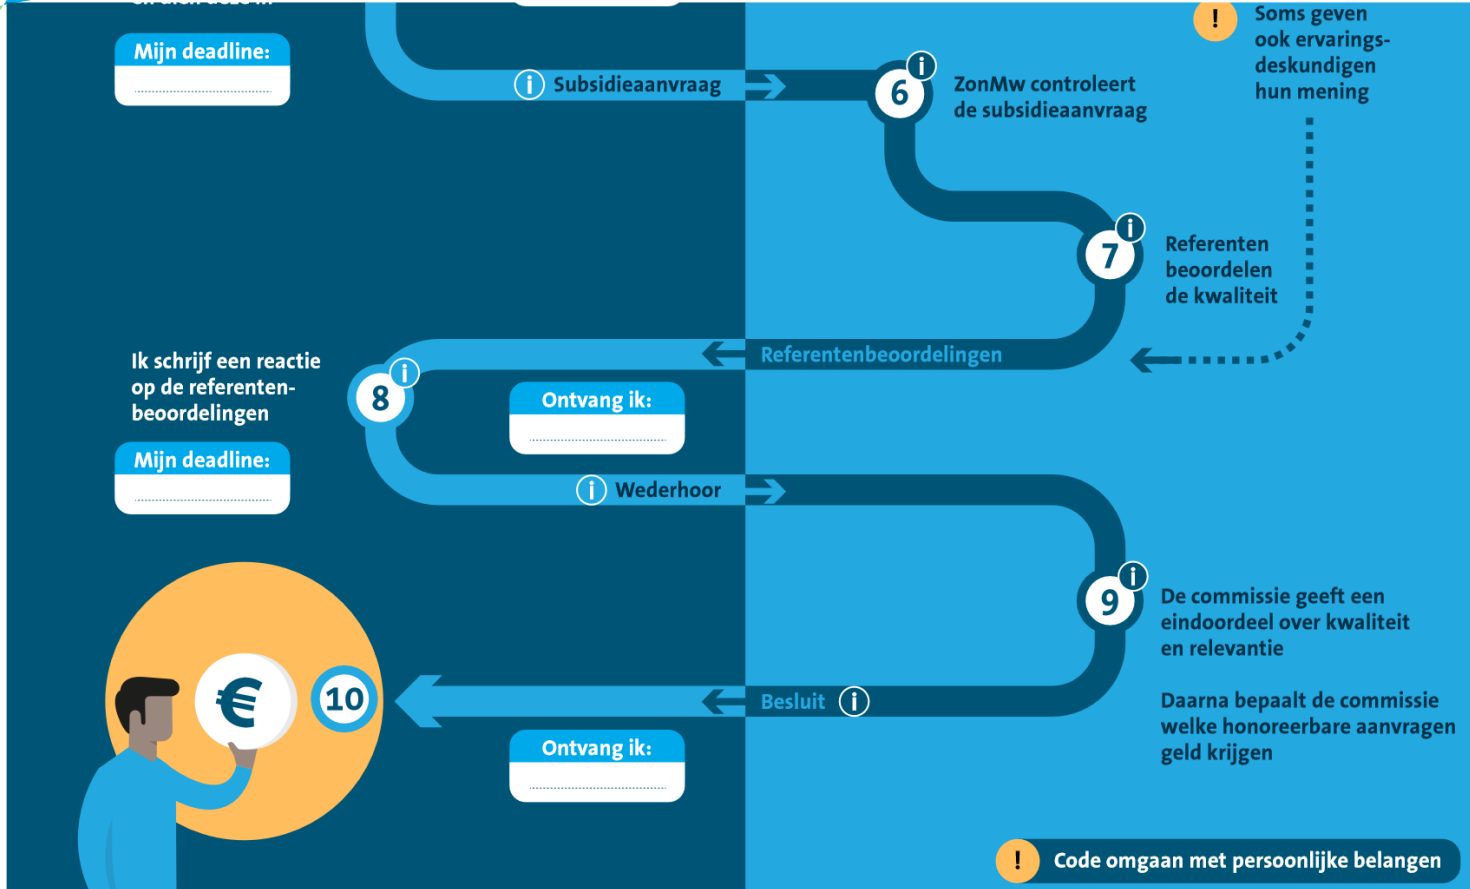 Mijn deadline:
Subsidieaanvraag
6
ZonMw controleert
de subsidieaanvraag
!
Soms geven
ook ervarings-
deskundigen
hun mening
7
Referenten
beoordelen
de kwaliteit
Referentenbeoordelingen
Ik schrijf een reactie
op de referenten-
beoordelingen
8
Ontvang ik:
Mijn deadline:
Wederhoor
9
De commissie geeft een
eindoordeel over kwaliteit
en relevantie
Daarna bepaalt de commissie
welke honoreerbare aanvragen
geld krijgen
Besluit
€
10
Ontvang ik:
!
Code omgaan met persoonlijke belangen